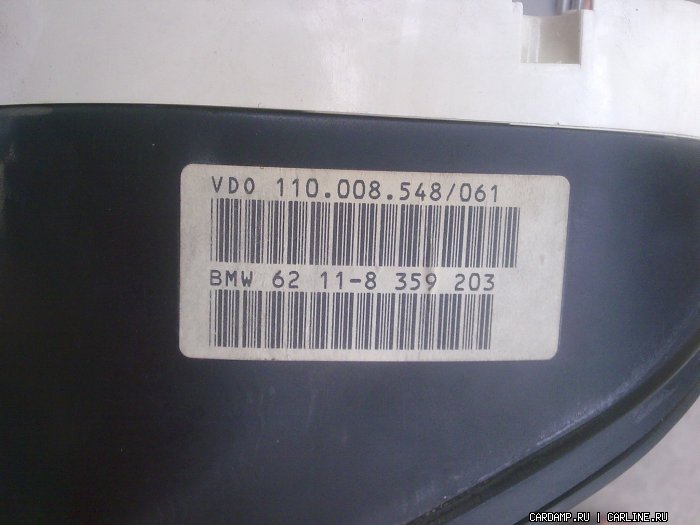 VDO 110.008.548/061
BMW 62 11-8 359 203
CARDAMP.RU | CARLINE.RU